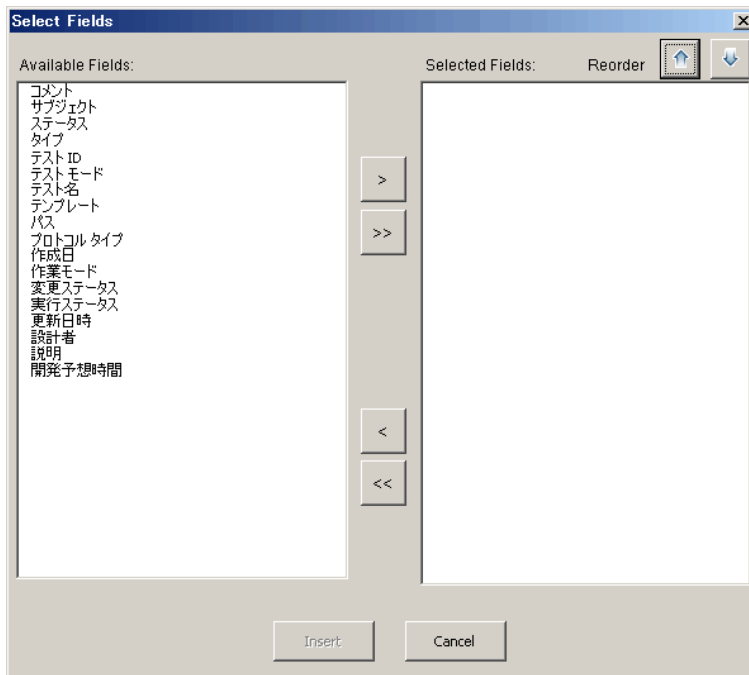 Select Fields
Available Fields:
Selected Fields:
Reorder
コメント
サブジェクト
ステータス
タイプ
テスト ID
テスト モード
テスト名
テンプレート
パス
プロトコル タイプ
作成日
作業モード
変更ステータス
実行ステータス
更新日時
設計者
説明
開発予想時間
>
>>
<
<<
Insert
Cancel